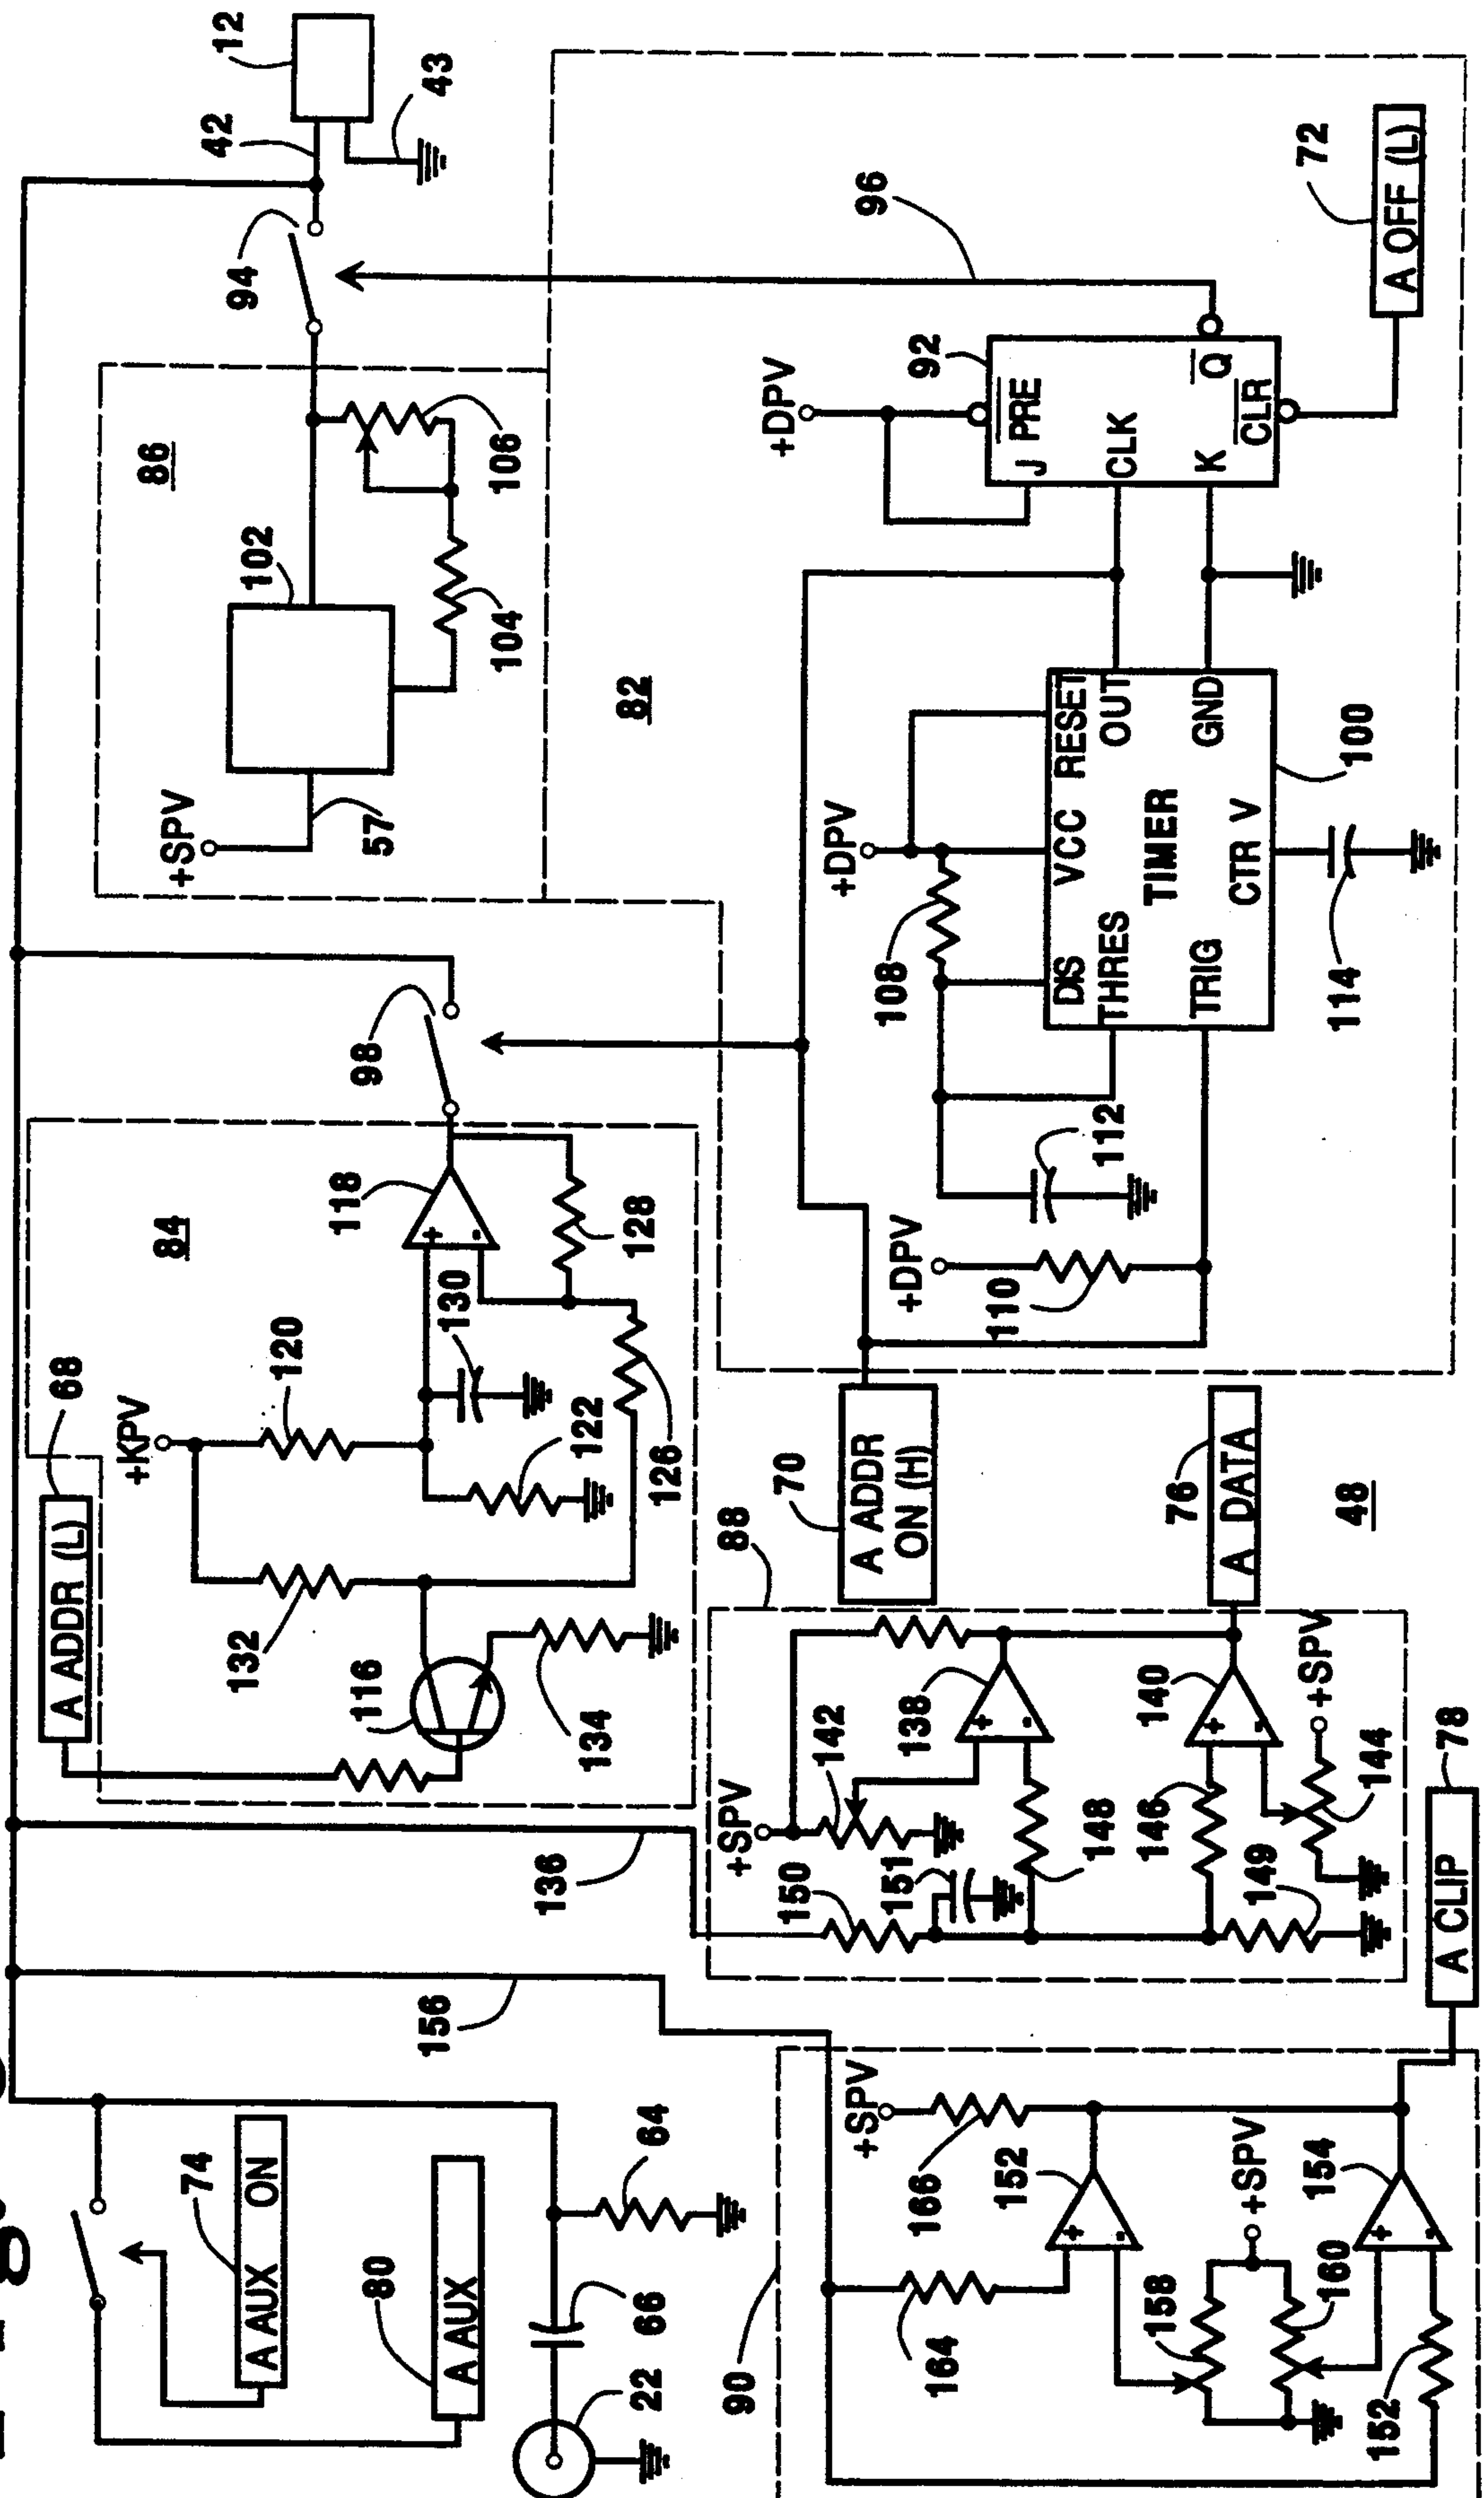 74
A AUX ON
80
A AUX
22
66
64
156
136
68
A ADDR (L)
116
132
134
+KPV
120
122
130
126
84
118
128
98
+SPV
57
102
86
104
106
94
42
12
43
90
164
166
+SPV
152
158
+SPV
160
154
152
A CLIP
78
88
+SPV
150
142
151
148
138
146
149
144
140
+SPV
70
A ADDR
ON (H)
76
A DATA
48
82
+DPV
110
112
108
+DPV
DIS
VCC
RESET
THRES
OUT
TIMER
TRIG
CTR V
GND
114
100
+DPV
92
J
PRE
CLK
K
Q
CLR
96
72
A OFF (L)